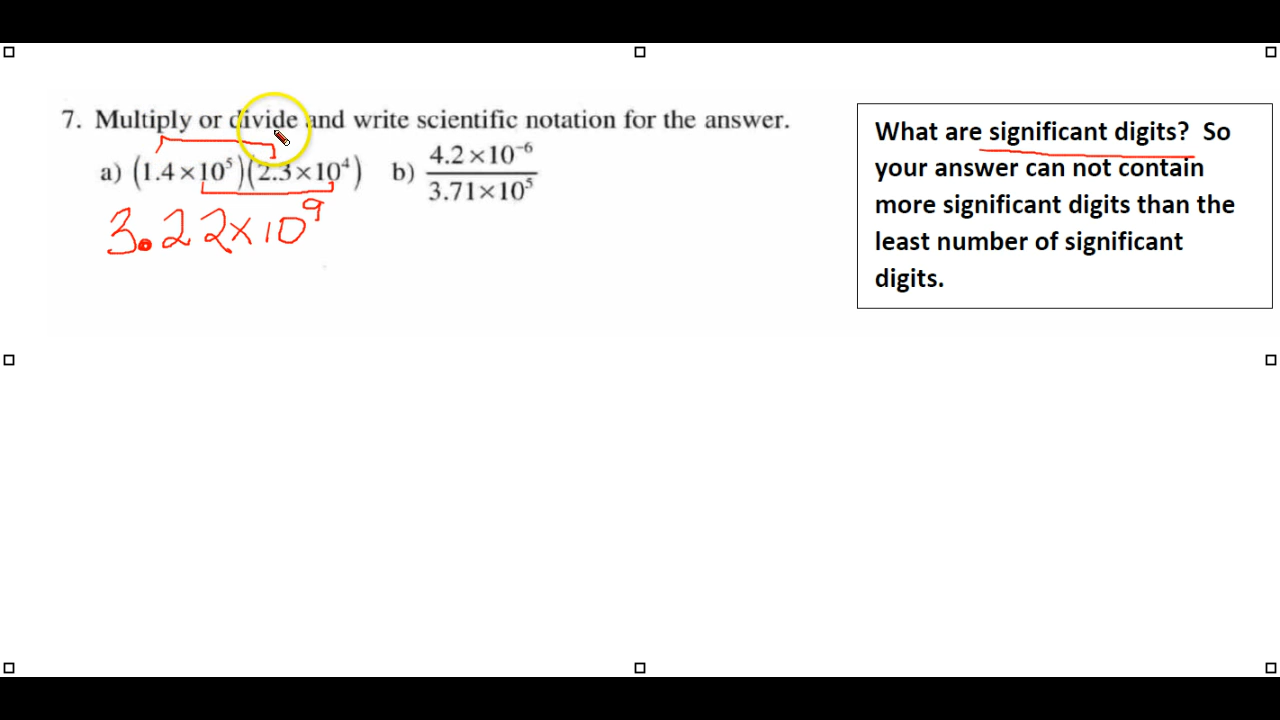 7. Multiply or divide and write scientific notation for the answer.
a) (1.4×10⁵)(2.3×10⁴) b) 4.2×10⁻⁶
3.71×10⁵
3.22×10⁹
What are significant digits? So
your answer can not contain
more significant digits than the
least number of significant
digits.